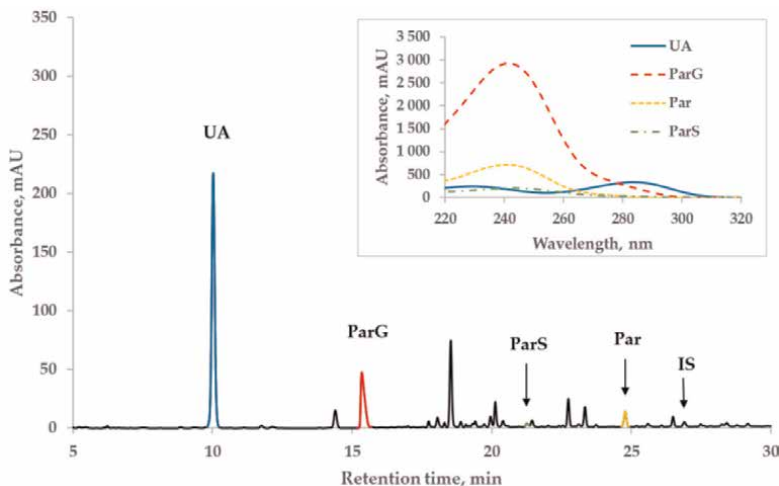 350
300
250
200
150
100
50
0
Absorbance, mAU
5
10
15
20
25
30
Retention time, min
UA
ParG
ParS
Par
IS
3 500
3 000
2 500
2 000
1 500
1 000
500
0
Absorbance, mAU
220
240
260
280
300
320
Wavelength, nm
UA
ParG
Par
ParS